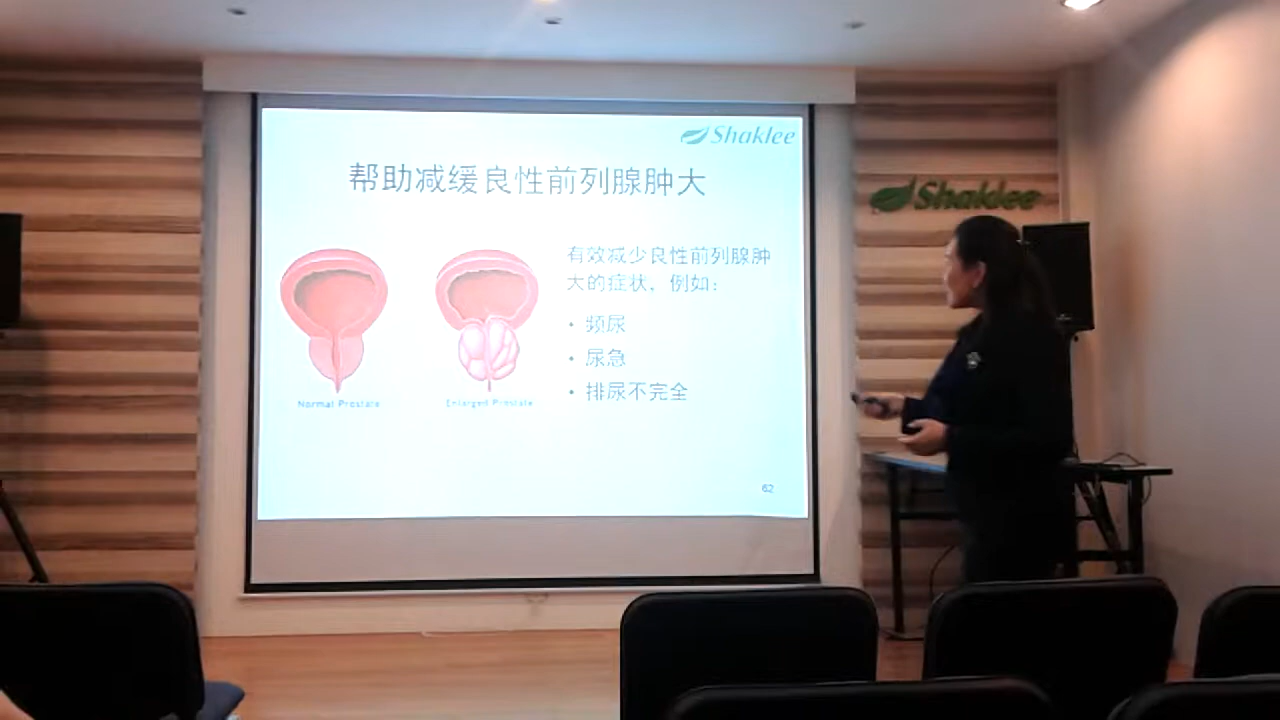 Shaklee
帮助减缓良性前列腺肿大
Shaklee
有效减少良性前列腺肿
大的症状，例如：
• 频尿
• 尿急
• 排尿不完全
Normal Prostate
Enlarged Prostate
62